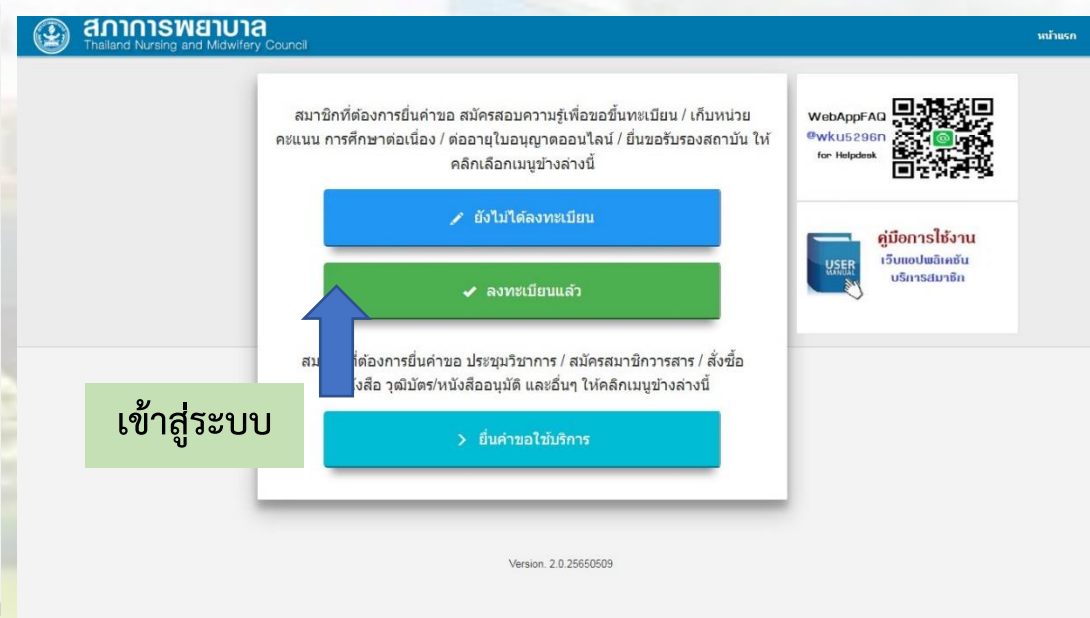 สภาการพยาบาล
Thailand Nursing and Midwifery Council
หน้าแรก
สมาชิกที่ต้องการยื่นคำขอ สมัครสอบความรู้เพื่อขอขึ้นทะเบียน / เก็บหน่วย
คะแนน การศึกษาต่อเนื่อง / ต่ออายุใบอนุญาตออนไลน์ / ยื่นขอรับรองสถาบัน ให้
คลิกเลือกเมนูข้างล่างนี้
ยังไม่ได้ลงทะเบียน
ลงทะเบียนแล้ว
ที่ต้องการยื่นคำขอ ประชุมวิชาการ / สมัครสมาชิกวารสาร / สั่งซื้อ
วุฒิบัตร/หนังสืออนุมัติ และอื่นๆ ให้คลิกเมนูข้างล่างนี้
ยื่นคำขอใช้บริการ
เข้าสู่ระบบ
WebAppFAQ
@wku5296n
for Helpdesk
USER
MANUAL
คู่มือการใช้งาน
เว็บแอปพลิเคชัน
บริการสมาชิก
Version. 2.0.25650509